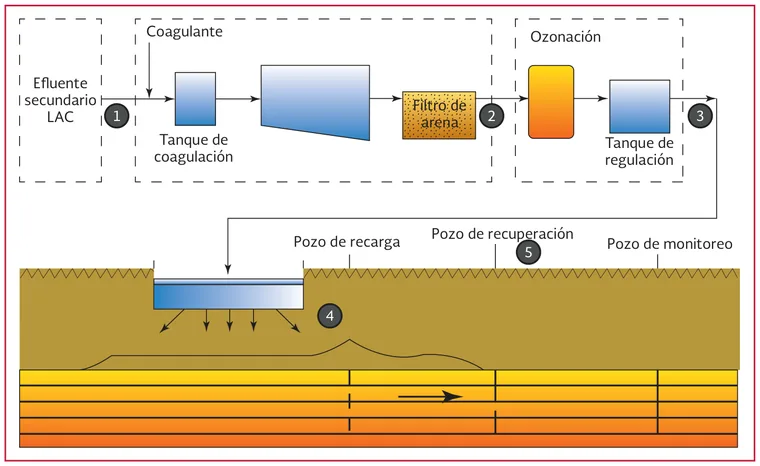 Coagulante
Ozonación
Efluente
secundario
LAC
1
Tanque de
coagulación
Filtro de
arena
2
Tanque de
regulación
3
Pozo de recarga
Pozo de recuperación
5
Pozo de monitoreo
4